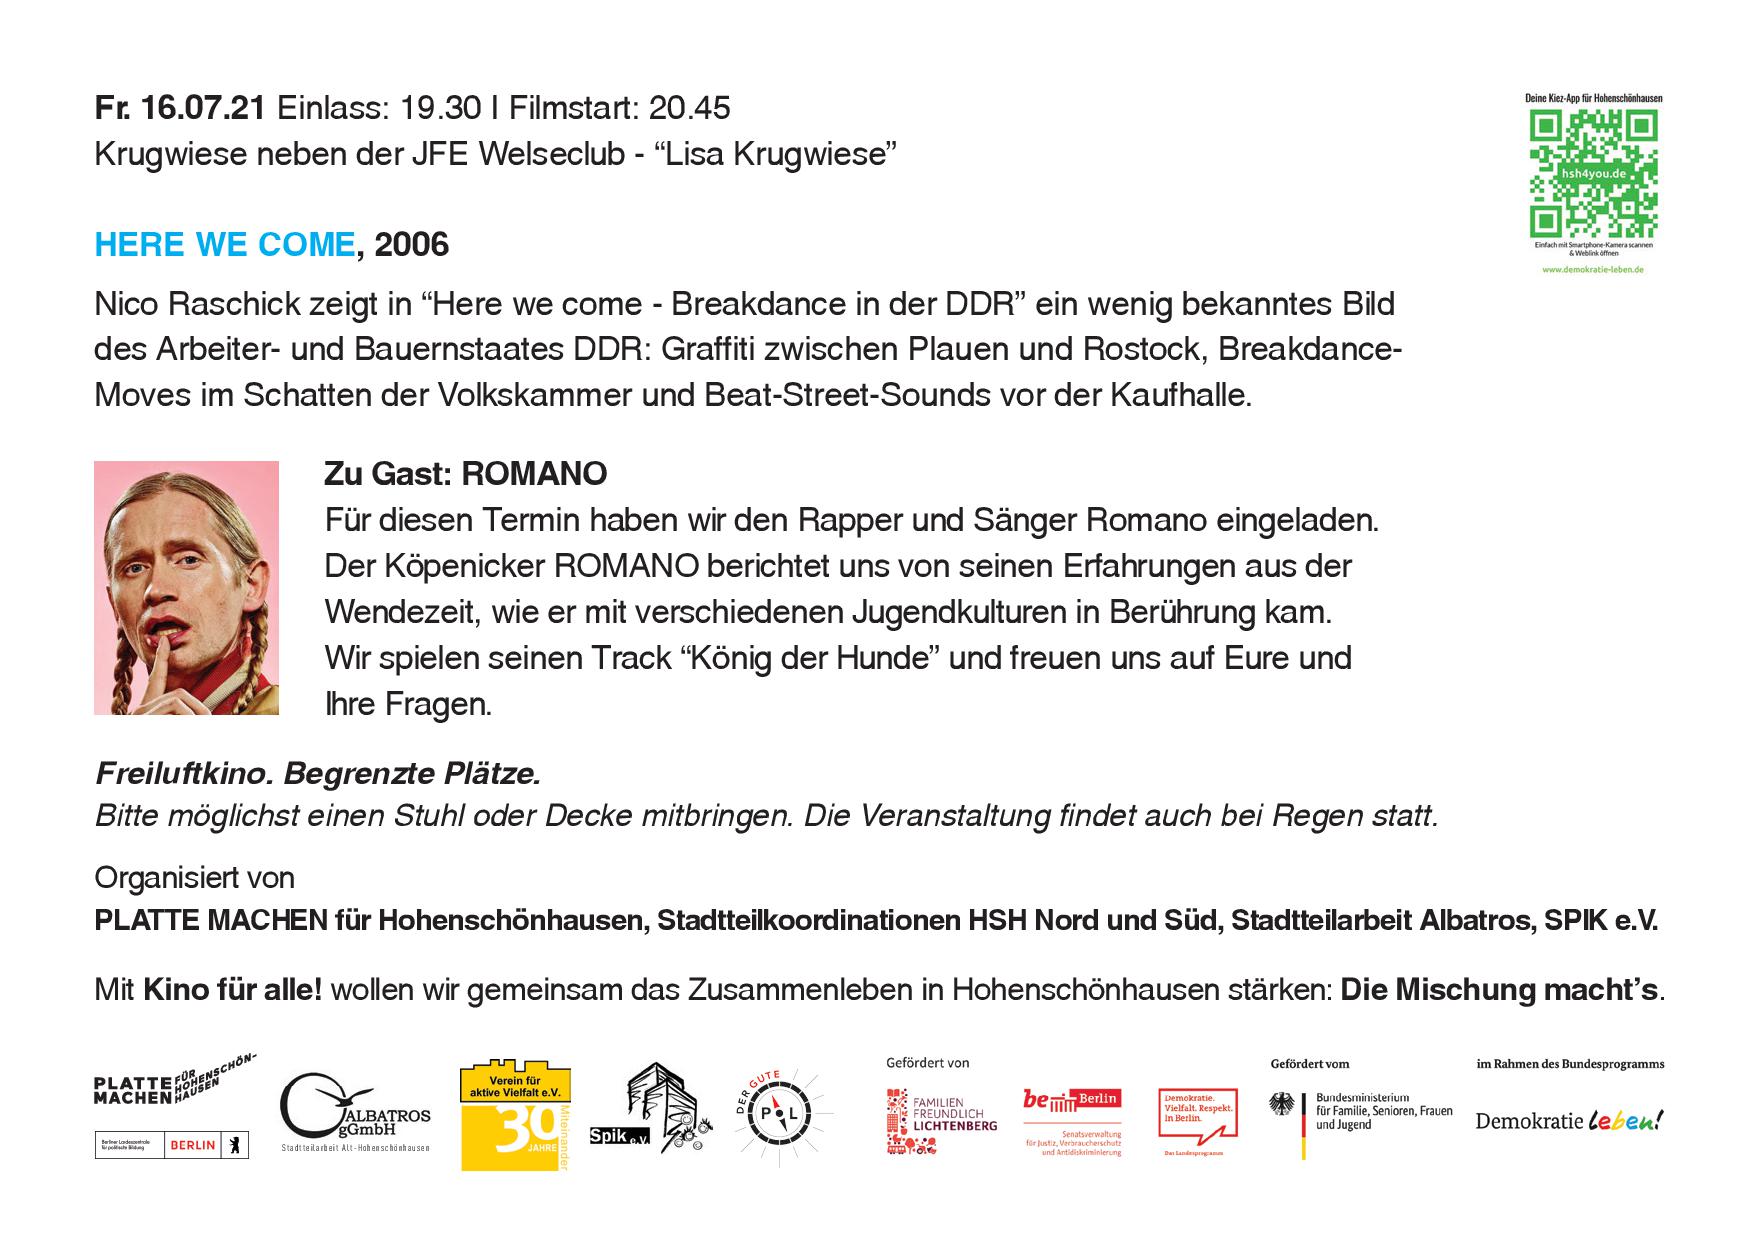 Fr. 16.07.21 Einlass: 19.30 I Filmstart: 20.45
Krugwiese neben der JFE Welseclub - “Lisa Krugwiese”
Deine Kiez-App für Hohenschönhausen
hsh4you.de
Einfach mit Smartphone-Kamera scannen
& Weblink öffnen
www.demokratie-leben.de
HERE WE COME, 2006
Nico Raschick zeigt in “Here we come - Breakdance in der DDR” ein wenig bekanntes Bild
des Arbeiter- und Bauernstaates DDR: Graffiti zwischen Plauen und Rostock, Breakdance-
Moves im Schatten der Volkskammer und Beat-Street-Sounds vor der Kaufhalle.
Zu Gast: ROMANO
Für diesen Termin haben wir den Rapper und Sänger Romano eingeladen.
Der Köpenicker ROMANO berichtet uns von seinen Erfahrungen aus der
Wendezeit, wie er mit verschiedenen Jugendkulturen in Berührung kam.
Wir spielen seinen Track “König der Hunde” und freuen uns auf Eure und
Ihre Fragen.
Freiluftkino. Begrenzte Plätze.
Bitte möglichst einen Stuhl oder Decke mitbringen. Die Veranstaltung findet auch bei Regen statt.
Organisiert von
PLATTE MACHEN für Hohenschönhausen, Stadtteilkoordinationen HSH Nord und Süd, Stadtteilarbeit Albatros, SPIK e.V.
Mit Kino für alle! wollen wir gemeinsam das Zusammenleben in Hohenschönhausen stärken: Die Mischung macht’s.
PLATTE
MACHEN
FÜR
HOHENSCHÖN-
HAUSEN
Berliner Landeszentrale
für politische Bildung
BERLIN
ALBATROS
gGmbH
Stadtteilarbeit Alt-Hohenschönhausen
Verein für
aktive Vielfalt e.V.
30
JAHRE
Miteinander
Spik e.V.
DER GUTE
POL
Gefördert von
FAMILIEN
FREUNDLICH
LICHTENBERG
be Berlin
Senatsverwaltung
für Justiz, Verbraucherschutz
und Antidiskriminierung
Demokratie.
Vielfalt. Respekt.
In Berlin.
Das Landesprogramm
Gefördert vom
Bundesministerium
für Familie, Senioren, Frauen
und Jugend
im Rahmen des Bundesprogramms
Demokratie leben!